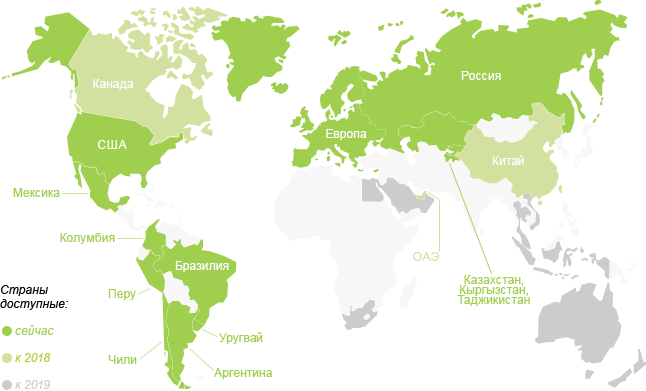 Канада
Россия
США
Европа
Китай
Мексика
Колумбия
ОАЭ
Бразилия
Казахстан,
Кыргызстан,
Таджикистан
Страны
доступные:
Перу
сейчас
Уругвай
к 2018
Чили
Аргентина
к 2019